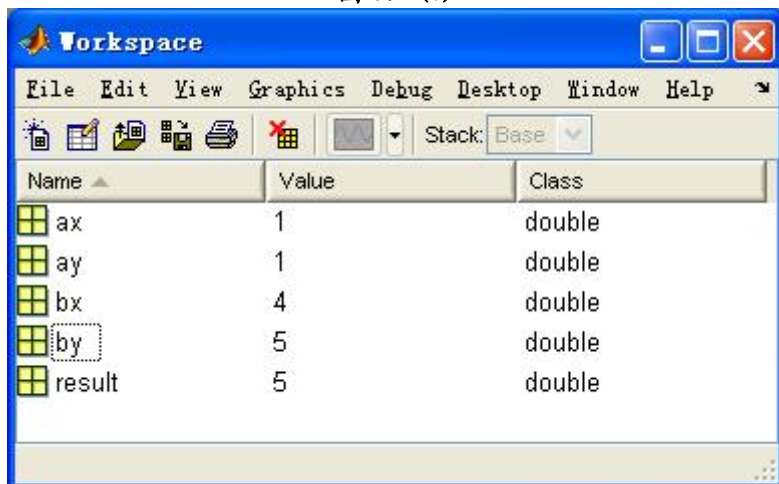 Workspace
File Edit View Graphics Debug Desktop Window Help
Stack: Base
Name Value Class
ax 1 double
ay 1 double
bx 4 double
by 5 double
result 5 double